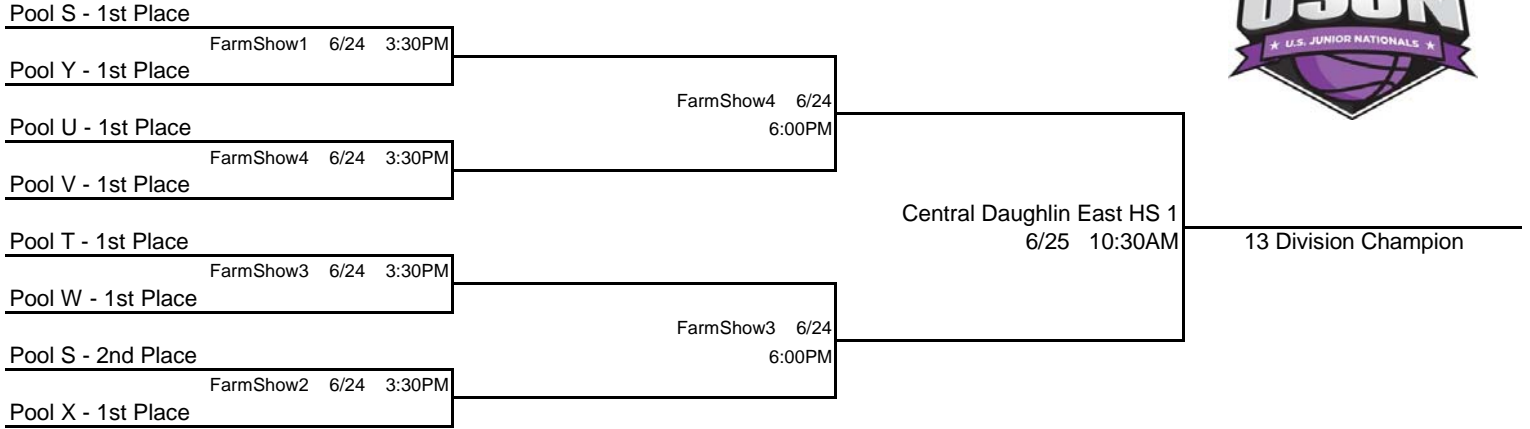 Pool S - 1st Place
FarmShow1 6/24 3:30PM
Pool Y - 1st Place
FarmShow4 6/24
6:00PM
Pool U - 1st Place
FarmShow4 6/24 3:30PM
Pool V - 1st Place
Central Daughlin East HS 1
6/25 10:30AM
13 Division Champion
Pool T - 1st Place
FarmShow3 6/24 3:30PM
Pool W - 1st Place
FarmShow3 6/24
6:00PM
Pool S - 2nd Place
FarmShow2 6/24 3:30PM
Pool X - 1st Place
USJN
U.S. JUNIOR NATIONALS